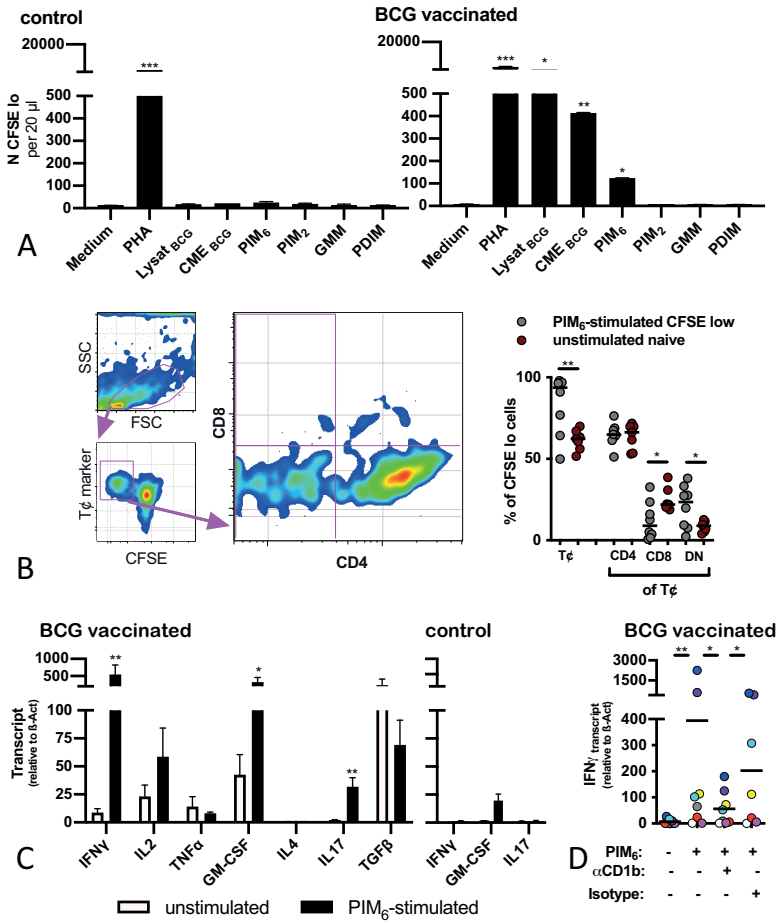 control
BCG vaccinated
20000
20000
*** *** *
500
400
300
200
100
0
500
400
300
200
100
0
**
*
N CFSE lo
per 20 µl
Medium PHA Lysat BCG CME BCG PIM6 PIM2 GMM PDIM
Medium PHA Lysat BCG CME BCG PIM6 PIM2 GMM PDIM
A
SSC
FSC
T¢ marker
CFSE
CD8
CD4
PIM6-stimulated CFSE low
unstimulated naive
**
* *
100
50
0
% of CFSE lo cells
T¢ CD4 CD8 DN
of T¢
B
BCG vaccinated
control
1000
500
100
75
50
25
0
** * **
Transcript
(relative to ß-Act)
IFNγ IL2 TNFα GM-CSF IL4 IL17 TGFβ
IFNγ GM-CSF IL17
C
unstimulated
PIM6-stimulated
BCG vaccinated
** * *
3000
1500
400
300
200
100
0
IFNγ transcript
(relative to ß-Act)
D
PIM6: - + + +
αCD1b: - - + -
Isotype: - - - +